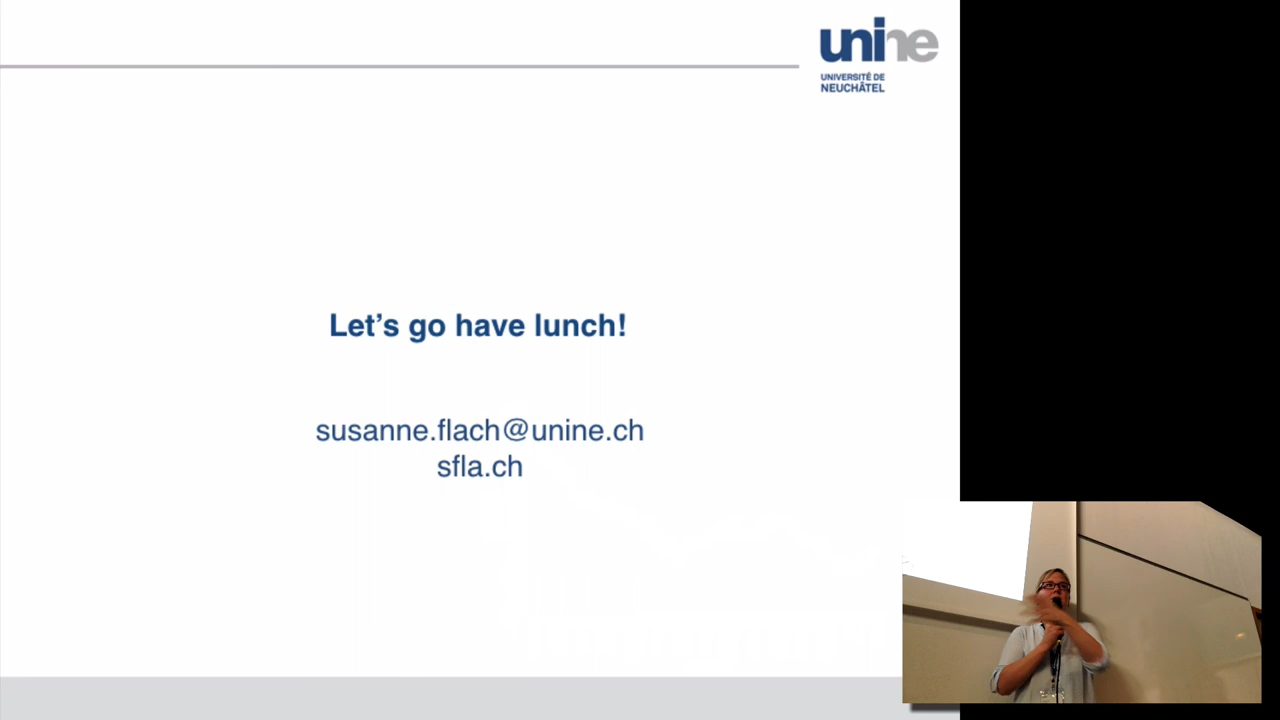 unine
UNIVERSITÉ DE
NEUCHÂTEL
Let's go have lunch!
susanne.flach@unine.ch
sfla.ch